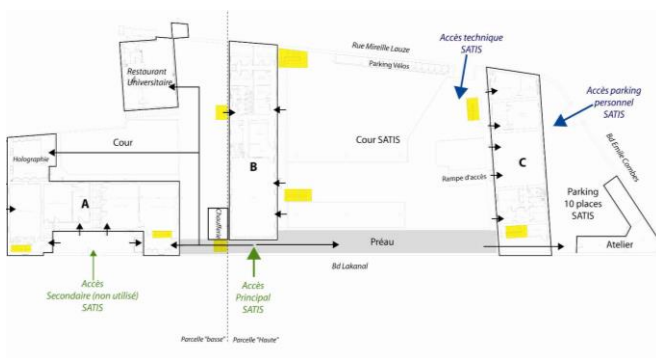 Rue Mireille Lauze
Parking Vélos
Accès technique
SATIS
Accès parking
personnel
SATIS
Restaurant
Universitaire
Cour
Holographie
B
Cour SATIS
C
Bd Emile Combes
Rampe d'accès
A
Chaufferie
Parking
10 places
SATIS
Préau
Atelier
Bd Lakanal
Accès
Secondaire (non utilisé)
SATIS
Accès
Principal
SATIS
Parcelle "basse"
Parcelle "Haute"